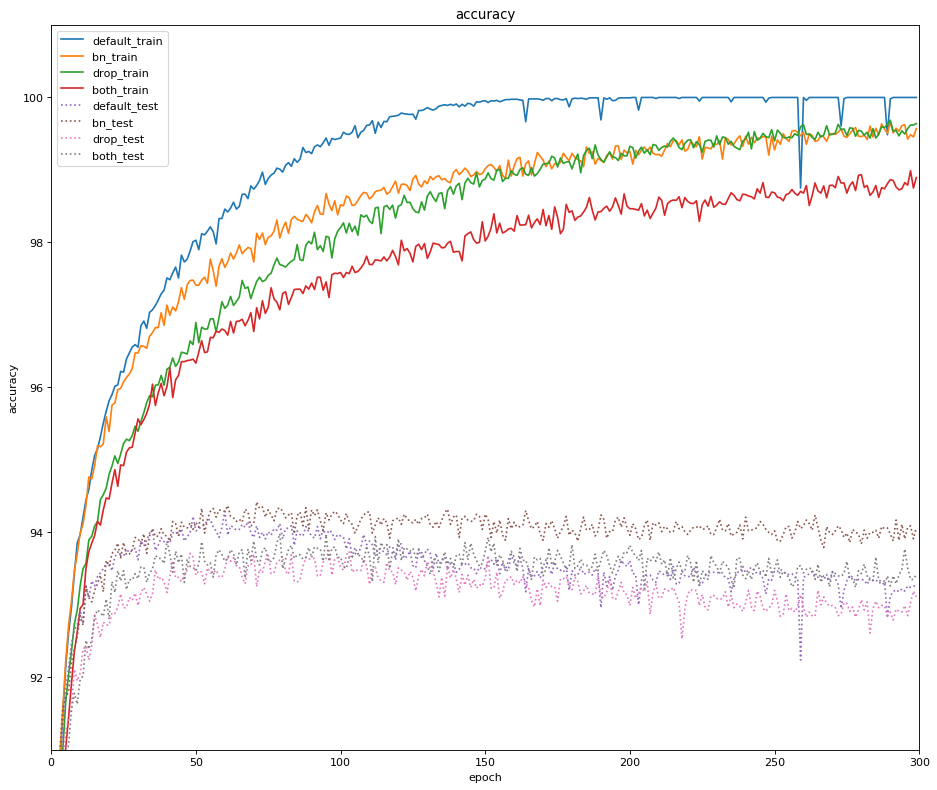 accuracy
default_train
bn_train
drop_train
both_train
default_test
bn_test
drop_test
both_test
100
98
96
94
92
accuracy
0 50 100 150 200 250 300
epoch